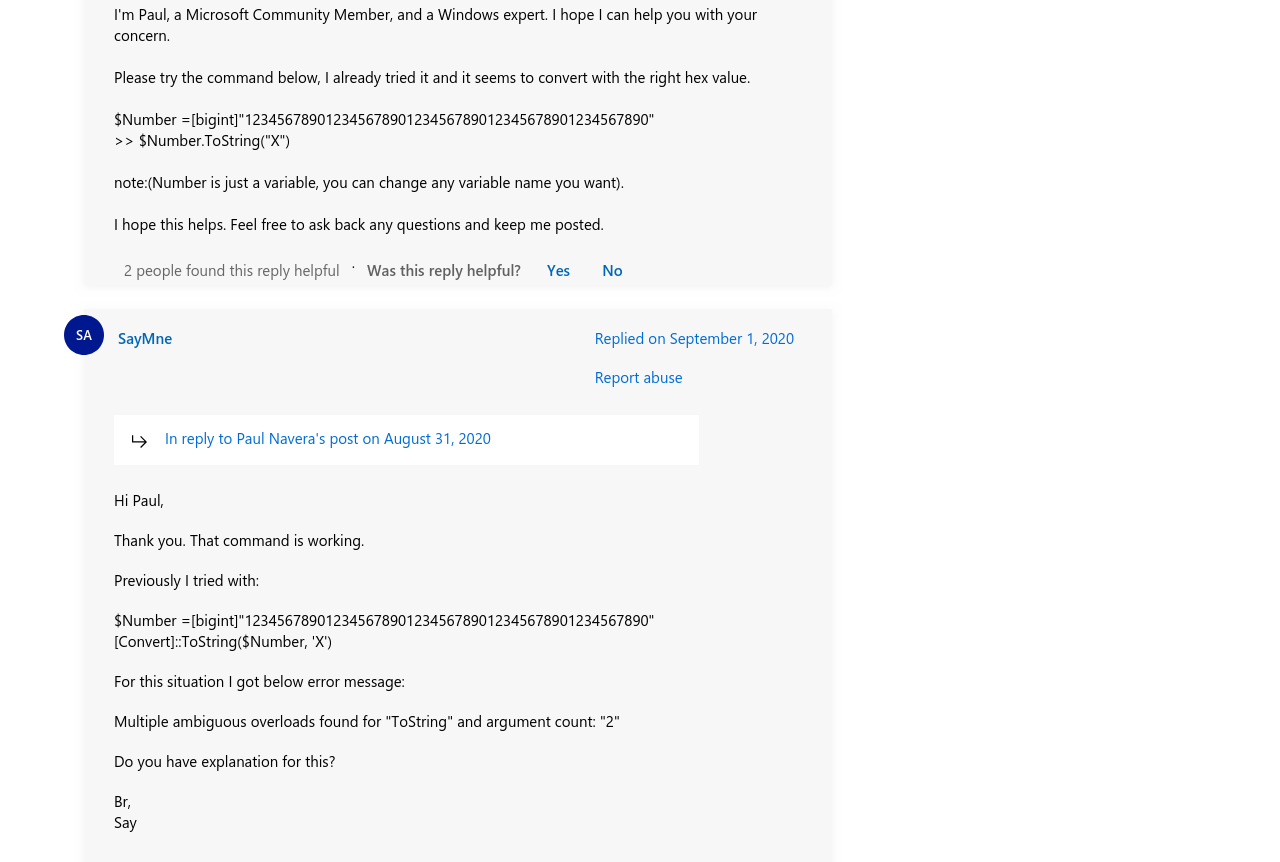 I'm Paul, a Microsoft Community Member, and a Windows expert. I hope I can help you with your
concern.
Please try the command below, I already tried it and it seems to convert with the right hex value.
$Number =[bigint]"12345678901234567890123456789012345678901234567890"
>> $Number.ToString("X")
note:(Number is just a variable, you can change any variable name you want).
I hope this helps. Feel free to ask back any questions and keep me posted.
2 people found this reply helpful · Was this reply helpful? Yes No
SA SayMne Replied on September 1, 2020
Report abuse
In reply to Paul Navera's post on August 31, 2020
Hi Paul,
Thank you. That command is working.
Previously I tried with:
$Number =[bigint]"12345678901234567890123456789012345678901234567890"
[Convert]::ToString($Number, 'X')
For this situation I got below error message:
Multiple ambiguous overloads found for "ToString" and argument count: "2"
Do you have explanation for this?
Br,
Say